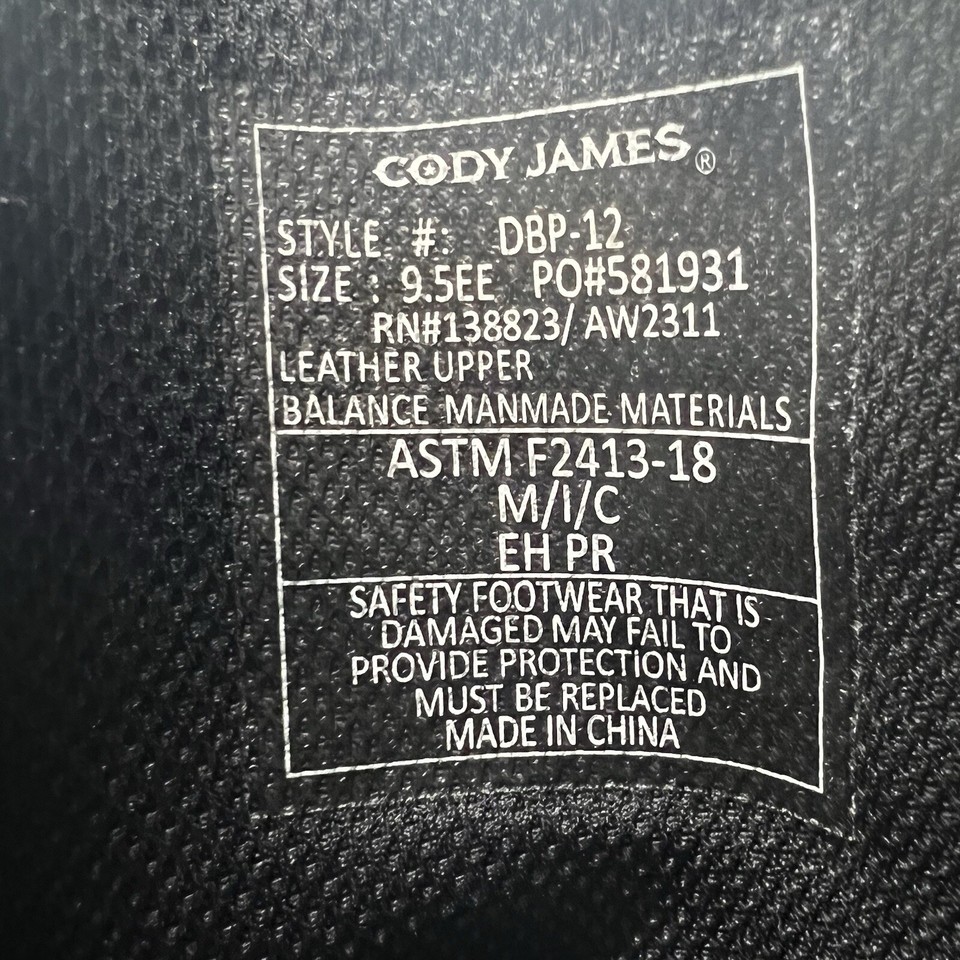 CODY JAMES®
STYLE #: DBP-12
SIZE : 9.5EE PO#581931
RN#138823/ AW2311
LEATHER UPPER
BALANCE MANMADE MATERIALS
ASTM F2413-18
M/I/C
EH PR
SAFETY FOOTWEAR THAT IS
DAMAGED MAY FAIL TO
PROVIDE PROTECTION AND
MUST BE REPLACED
MADE IN CHINA